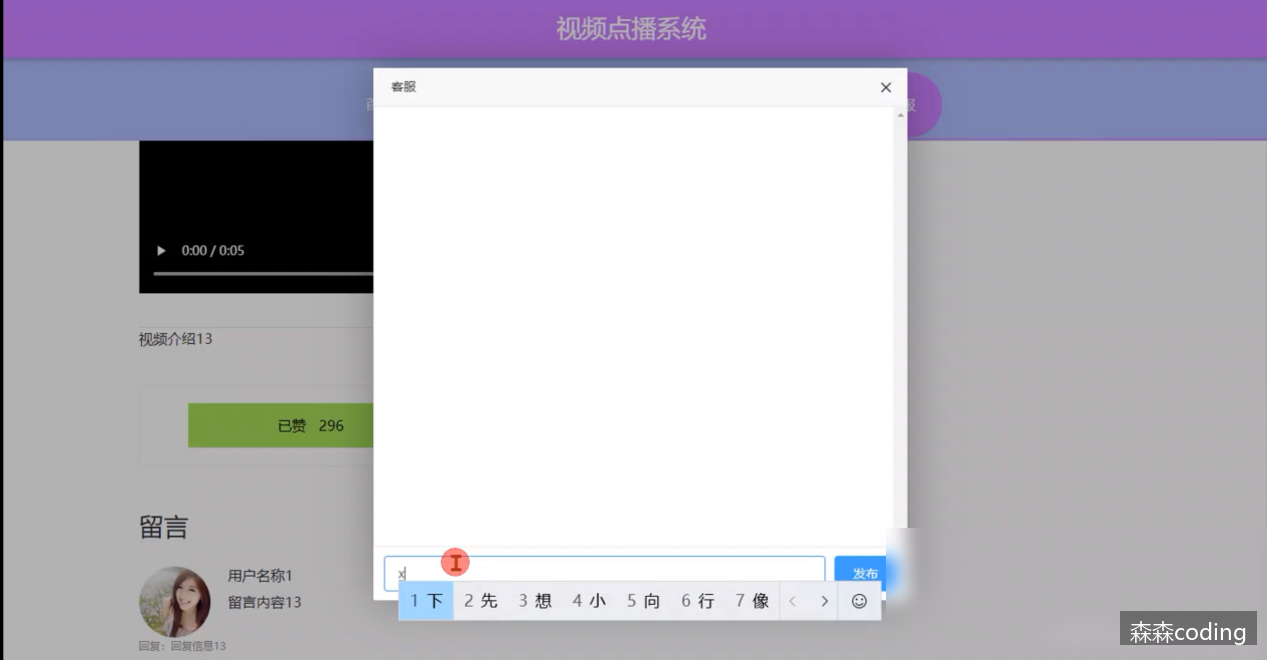 视频点播系统
客服
首
服
0:00 / 0:05
视频介绍13
已赞 296
留言
用户名称1
留言内容13
回复：回复信息13
x
发布
1 下 2 先 3 想 4 小 5 向 6 行 7 像
森森coding